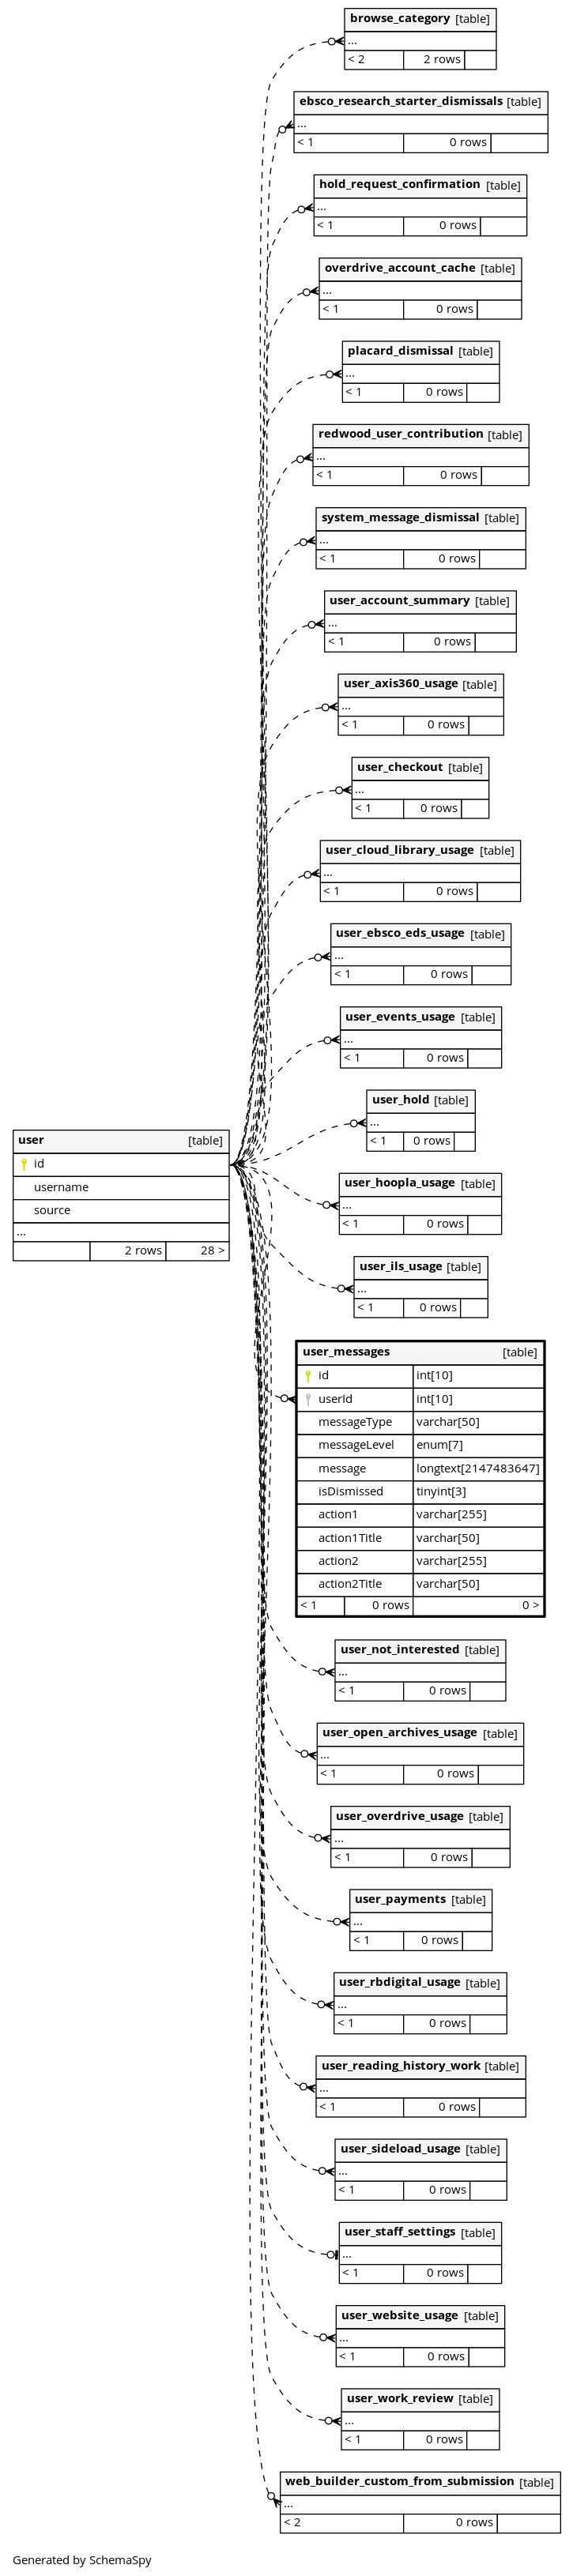 browse_category [table]
...
< 2 2 rows
ebsco_research_starter_dismissals [table]
...
< 1 0 rows
hold_request_confirmation [table]
...
< 1 0 rows
overdrive_account_cache [table]
...
< 1 0 rows
placard_dismissal [table]
...
< 1 0 rows
redwood_user_contribution [table]
...
< 1 0 rows
system_message_dismissal [table]
...
< 1 0 rows
user_account_summary [table]
...
< 1 0 rows
user_axis360_usage [table]
...
< 1 0 rows
user_checkout [table]
...
< 1 0 rows
user_cloud_library_usage [table]
...
< 1 0 rows
user_ebsco_eds_usage [table]
...
< 1 0 rows
user_events_usage [table]
...
< 1 0 rows
user_hold [table]
...
< 1 0 rows
user [table]
id
username
source
...
2 rows 28 >
user_hoopla_usage [table]
...
< 1 0 rows
user_ils_usage [table]
...
< 1 0 rows
user_messages [table]
id int[10]
userId int[10]
messageType varchar[50]
messageLevel enum[7]
message longtext[2147483647]
isDismissed tinyint[3]
action1 varchar[255]
action1Title varchar[50]
action2 varchar[255]
action2Title varchar[50]
< 1 0 rows 0 >
user_not_interested [table]
...
< 1 0 rows
user_open_archives_usage [table]
...
< 1 0 rows
user_overdrive_usage [table]
...
< 1 0 rows
user_payments [table]
...
< 1 0 rows
user_rbdigital_usage [table]
...
< 1 0 rows
user_reading_history_work [table]
...
< 1 0 rows
user_sideload_usage [table]
...
< 1 0 rows
user_staff_settings [table]
...
< 1 0 rows
user_website_usage [table]
...
< 1 0 rows
user_work_review [table]
...
< 1 0 rows
web_builder_custom_from_submission [table]
...
< 2 0 rows
Generated by SchemaSpy